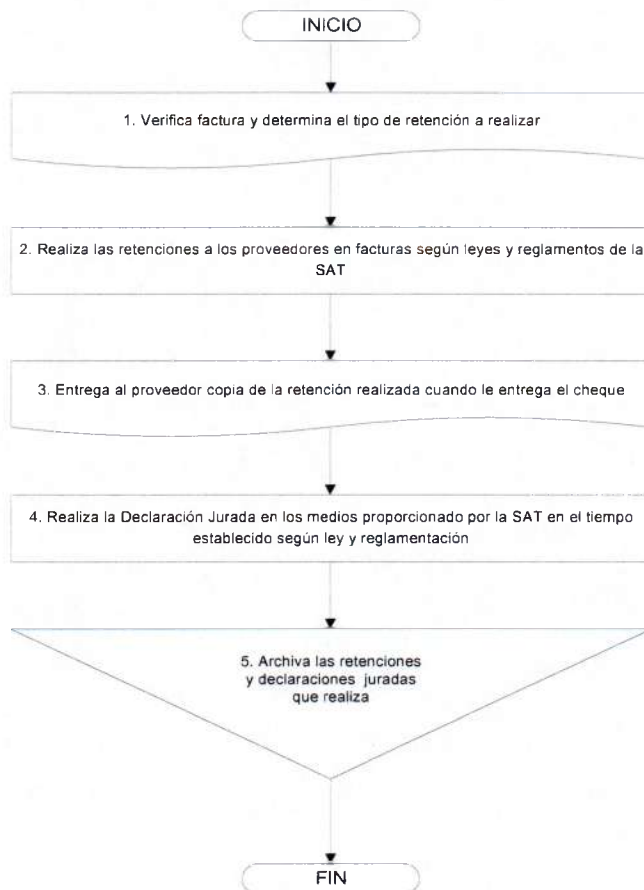 INICIO
1. Verifica factura y determina el tipo de retención a realizar
2. Realiza las retenciones a los proveedores en facturas según leyes y reglamentos de la
SAT
3. Entrega al proveedor copia de la retención realizada cuando le entrega el cheque
4. Realiza la Declaración Jurada en los medios proporcionado por la SAT en el tiempo
establecido según ley y reglamentación
5. Archiva las retenciones
y declaraciones juradas
que realiza
FIN